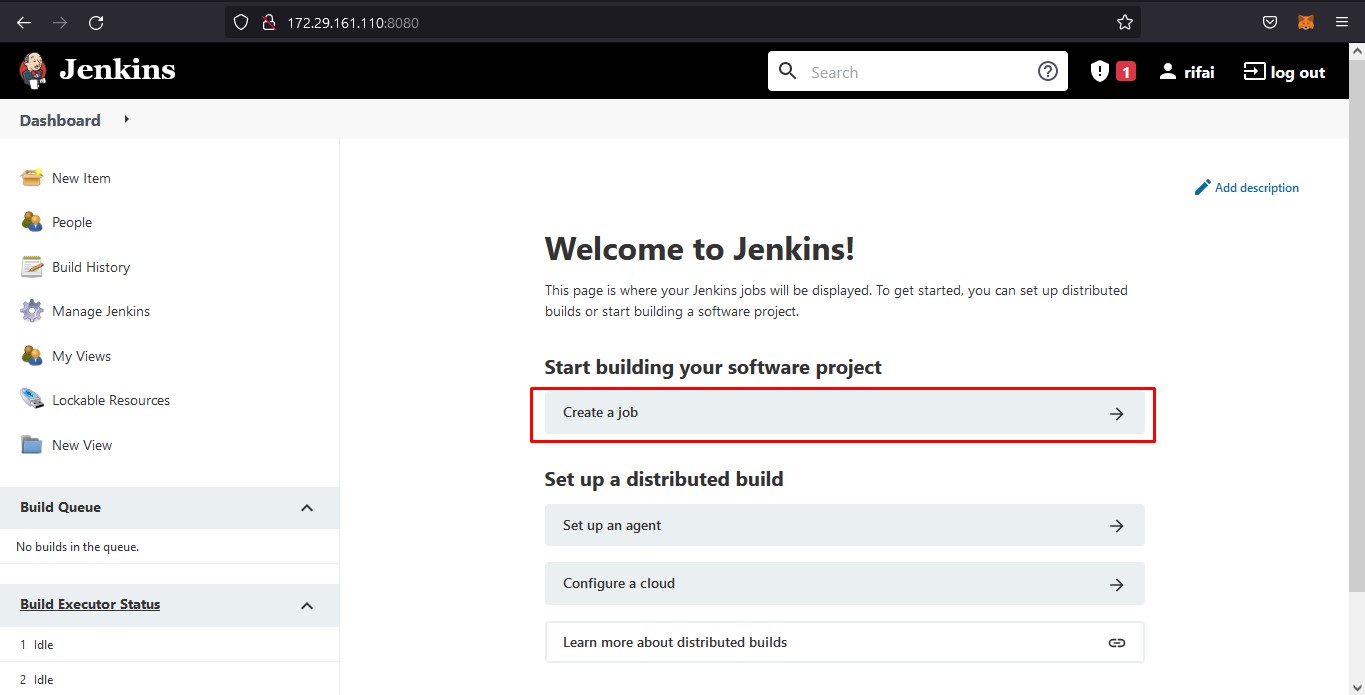 172.29.161.110:8080
Jenkins
Search
1
rifai
log out
Dashboard
New Item
People
Build History
Manage Jenkins
My Views
Lockable Resources
New View
Build Queue
No builds in the queue.
Build Executor Status
1 Idle
2 Idle
Add description
Welcome to Jenkins!
This page is where your Jenkins jobs will be displayed. To get started, you can set up distributed
builds or start building a software project.
Start building your software project
Create a job
Set up a distributed build
Set up an agent
Configure a cloud
Learn more about distributed builds